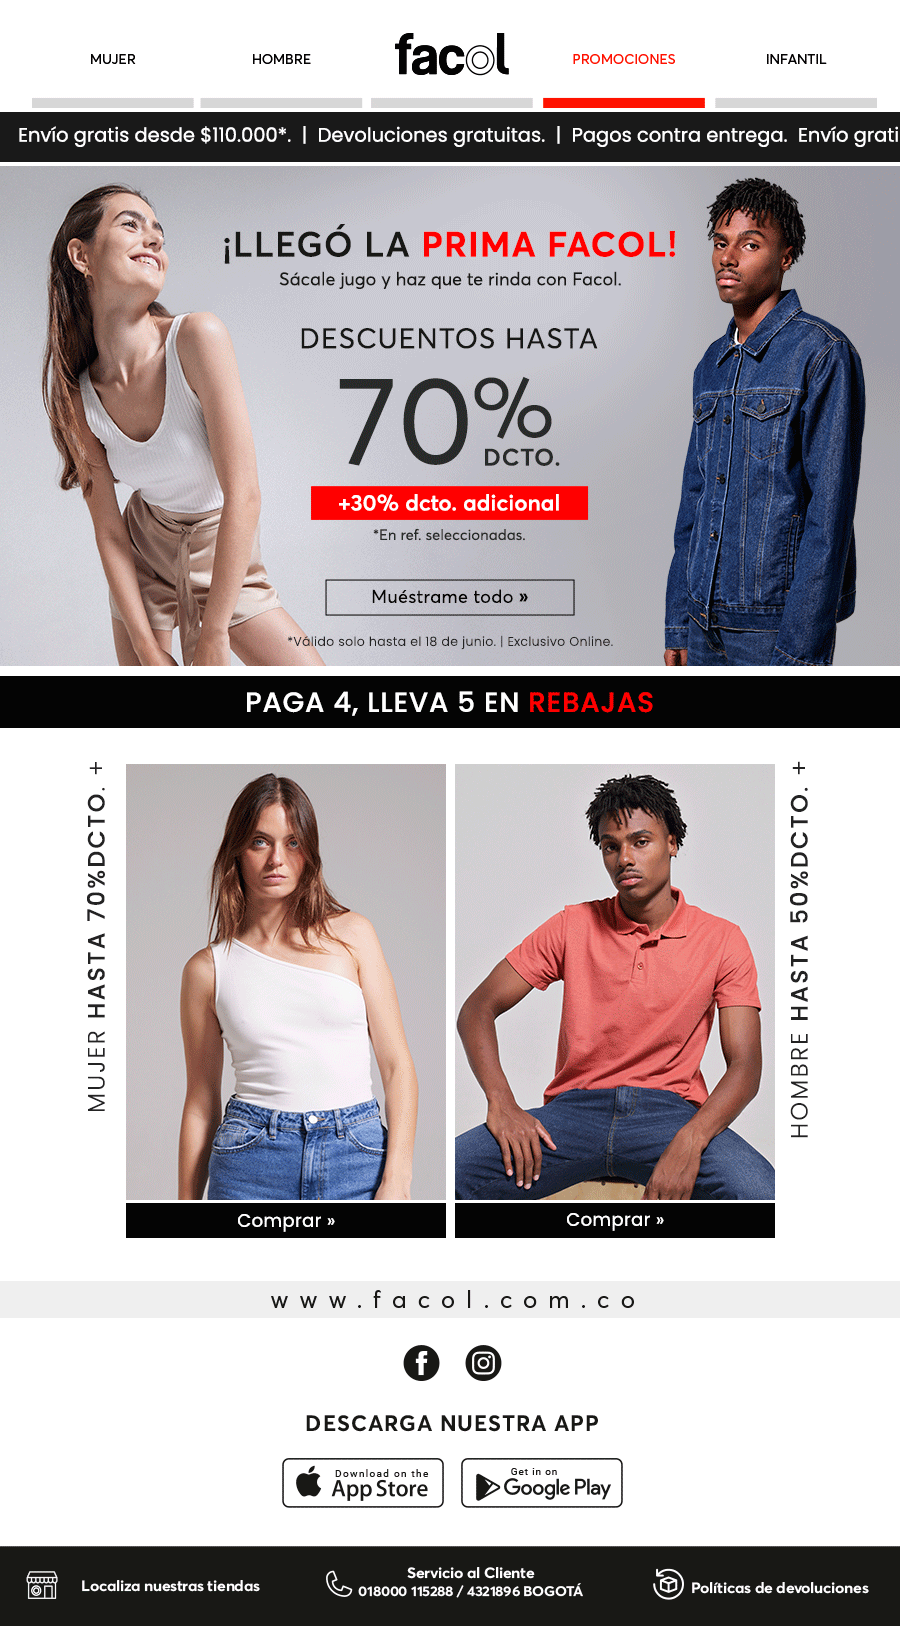 MUJER
HOMBRE
facol
PROMOCIONES
INFANTIL
Envío gratis desde $110.000*. | Devoluciones gratuitas. | Pagos contra entrega. Envío grati
¡LLEGÓ LA PRIMA FACOL!
Sácale jugo y haz que te rinda con Facol.
DESCUENTOS HASTA
70%
DCTO.
+30% dcto. adicional
*En ref. seleccionadas.
Muéstrame todo »
*Válido solo hasta el 18 de junio. | Exclusivo Online.
PAGA 4, LLEVA 5 EN REBAJAS
MUJER HASTA 70%DCTO. +
HOMBRE HASTA 50%DCTO. +
Comprar »
Comprar »
www.facol.com.co
DESCARGA NUESTRA APP
Download on the
App Store
Get in on
Google Play
Localiza nuestras tiendas
Servicio al Cliente
018000 115288 / 4321896 BOGOTÁ
Políticas de devoluciones